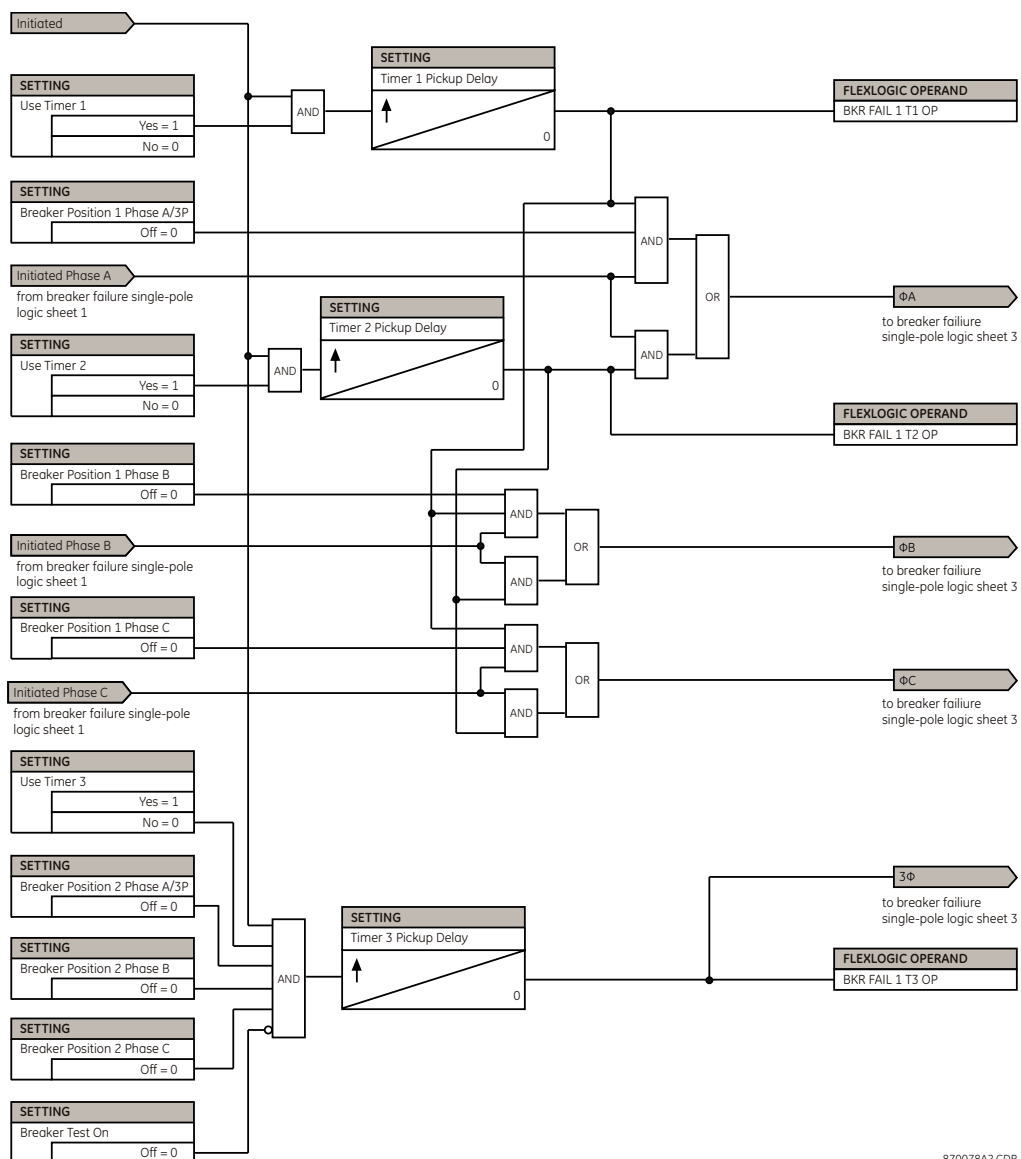 Initiated
SETTING
Timer 1 Pickup Delay
0
SETTING
Use Timer 1
Yes = 1
No = 0
AND
FLEXLOGIC OPERAND
BKR FAIL 1 T1 OP
SETTING
Breaker Position 1 Phase A/3P
Off = 0
AND
Initiated Phase A
from breaker failure single-pole
logic sheet 1
OR
ΦA
to breaker failiure
single-pole logic sheet 3
SETTING
Timer 2 Pickup Delay
0
SETTING
Use Timer 2
Yes = 1
No = 0
AND
AND
FLEXLOGIC OPERAND
BKR FAIL 1 T2 OP
SETTING
Breaker Position 1 Phase B
Off = 0
AND
Initiated Phase B
from breaker failure single-pole
logic sheet 1
OR
AND
ΦB
to breaker failiure
single-pole logic sheet 3
SETTING
Breaker Position 1 Phase C
Off = 0
AND
Initiated Phase C
from breaker failure single-pole
logic sheet 1
OR
AND
ΦC
to breaker failiure
single-pole logic sheet 3
SETTING
Use Timer 3
Yes = 1
No = 0
SETTING
Breaker Position 2 Phase A/3P
Off = 0
3Φ
to breaker failiure
single-pole logic sheet 3
SETTING
Timer 3 Pickup Delay
0
SETTING
Breaker Position 2 Phase B
Off = 0
AND
FLEXLOGIC OPERAND
BKR FAIL 1 T3 OP
SETTING
Breaker Position 2 Phase C
Off = 0
SETTING
Breaker Test On
Off = 0
870078A2.CDR